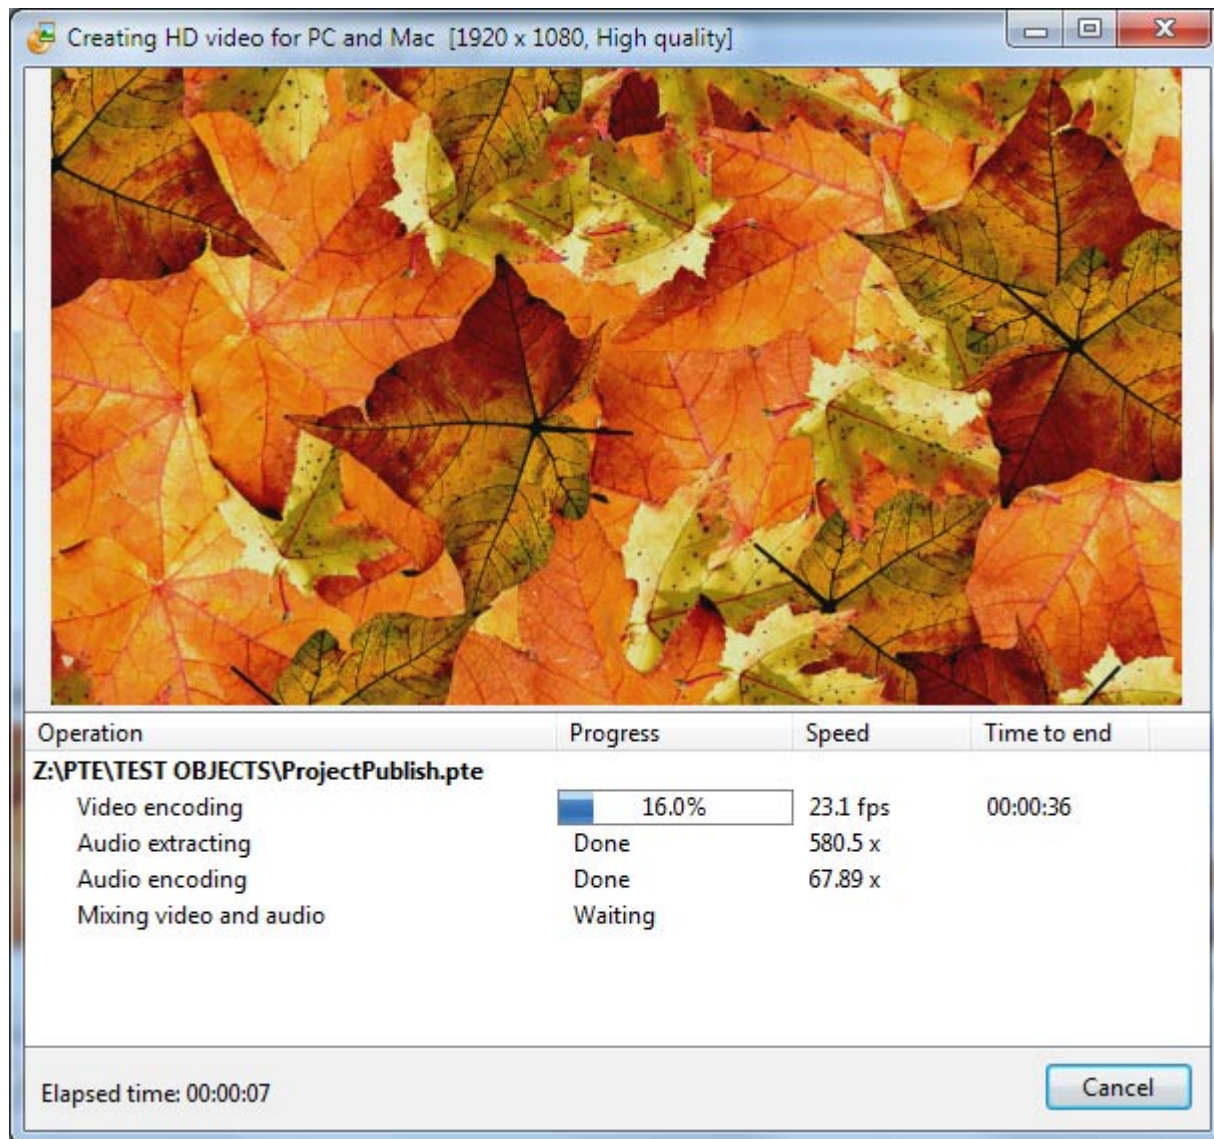 Creating HD video for PC and Mac [1920 x 1080, High quality]
Operation Progress Speed Time to end
Z:\PTE\TEST OBJECTS\ProjectPublish.pte
Video encoding 16.0% 23.1 fps 00:00:36
Audio extracting Done 580.5 x
Audio encoding Done 67.89 x
Mixing video and audio Waiting
Elapsed time: 00:00:07 Cancel